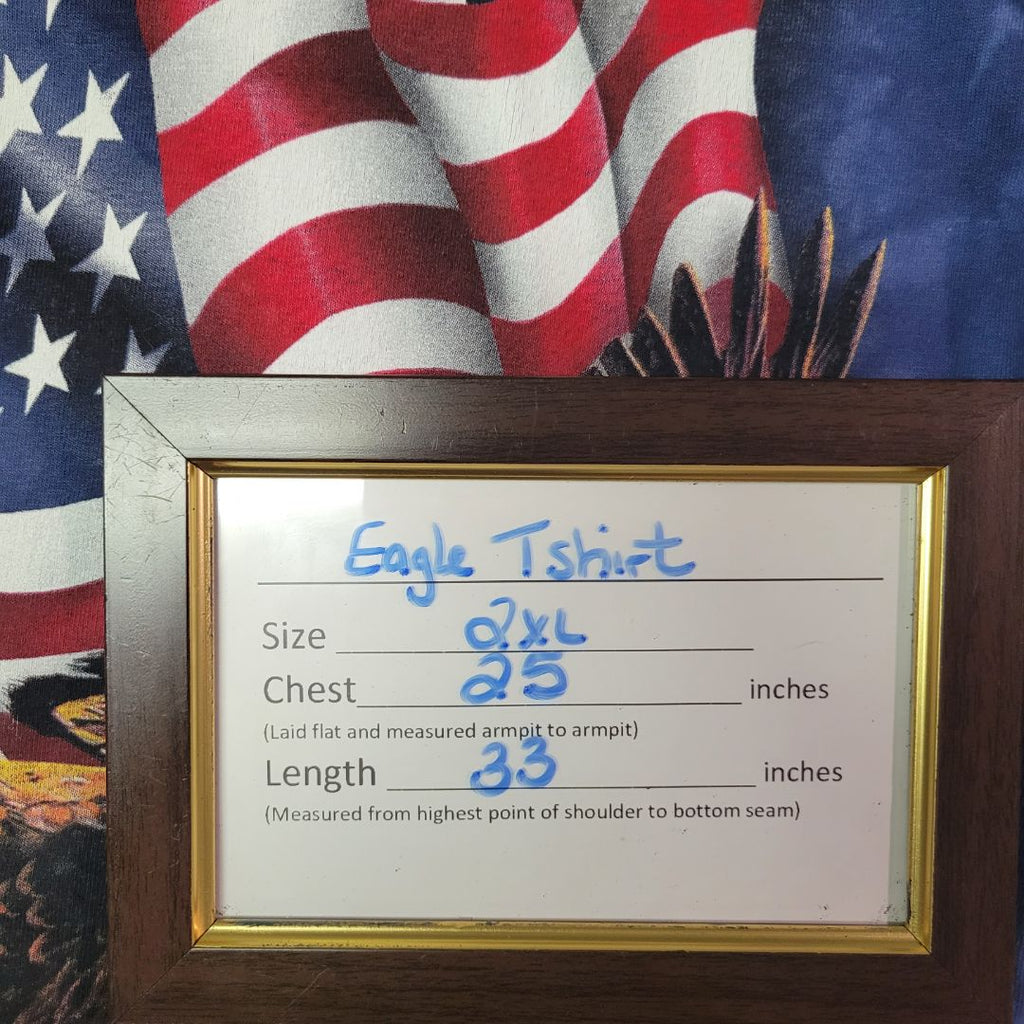 Eagle Tshirt
Size 2XL
Chest 25 inches
(Laid flat and measured armpit to armpit)
Length 33 inches
(Measured from highest point of shoulder to bottom seam)